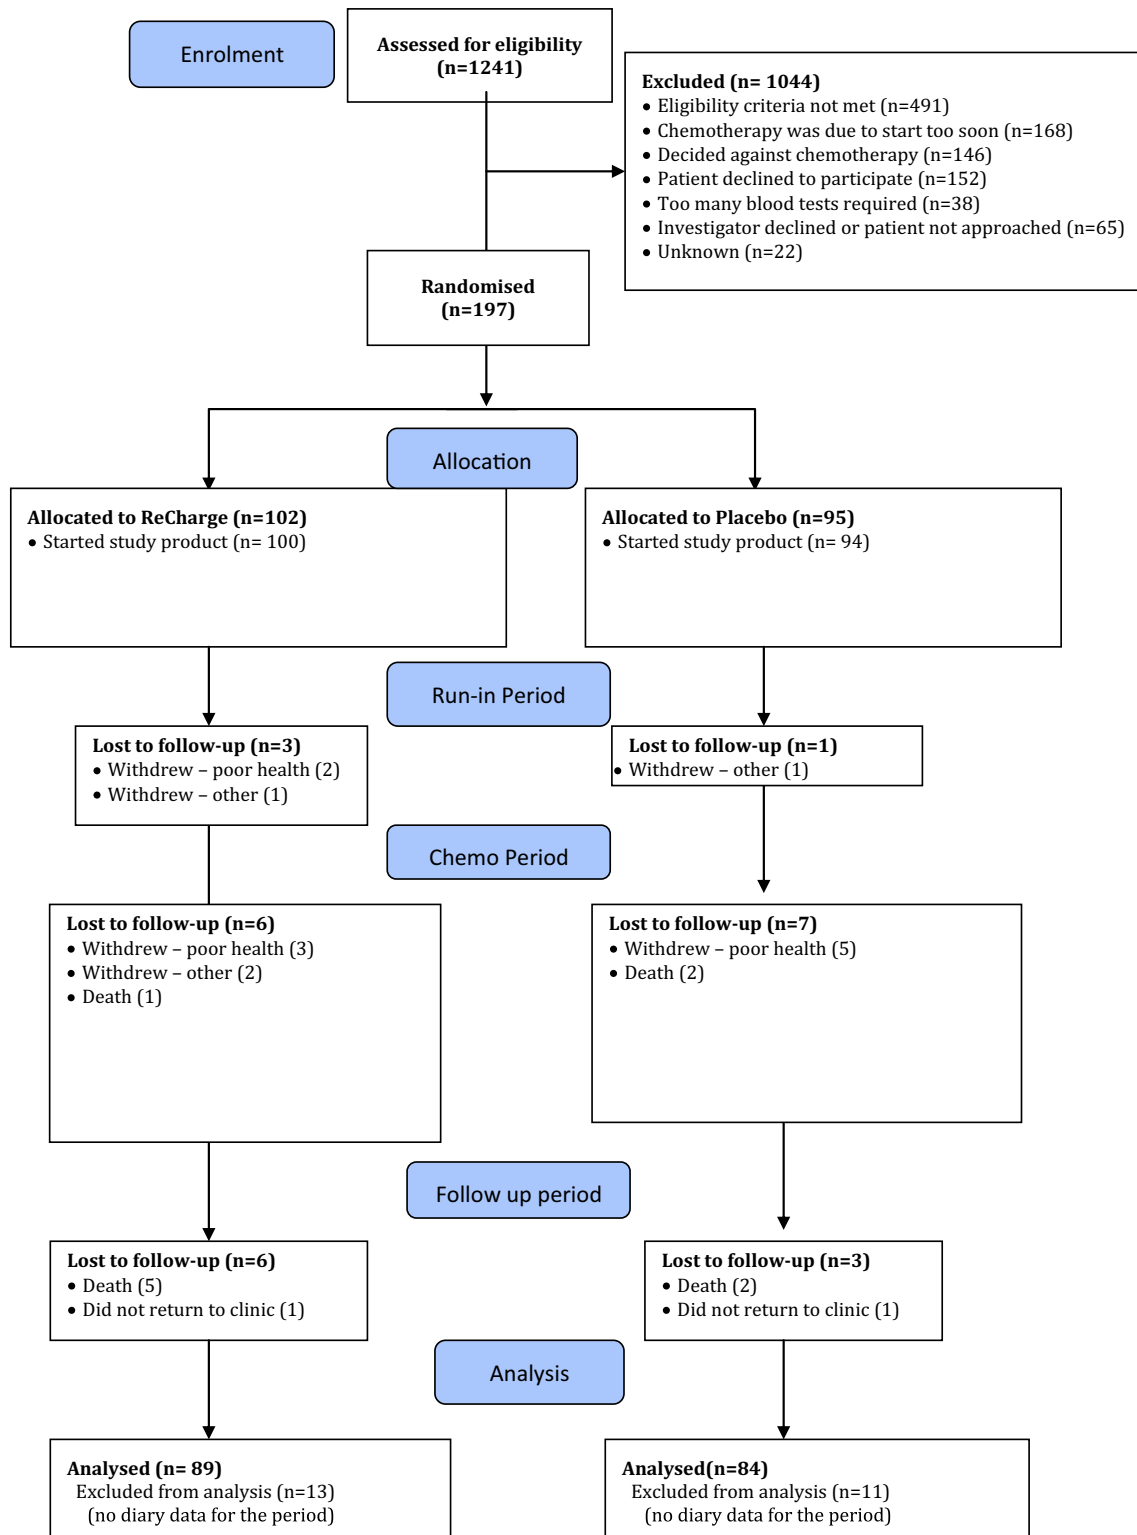 Enrolment
Assessed for eligibility
(n=1241)
Excluded (n= 1044)
• Eligibility criteria not met (n=491)
• Chemotherapy was due to start too soon (n=168)
• Decided against chemotherapy (n=146)
• Patient declined to participate (n=152)
• Too many blood tests required (n=38)
• Investigator declined or patient not approached (n=65)
• Unknown (n=22)
Randomised
(n=197)
Allocation
Allocated to ReCharge (n=102)
• Started study product (n= 100)
Allocated to Placebo (n=95)
• Started study product (n= 94)
Run-in Period
Lost to follow-up (n=3)
• Withdrew – poor health (2)
• Withdrew – other (1)
Lost to follow-up (n=1)
• Withdrew – other (1)
Chemo Period
Lost to follow-up (n=6)
• Withdrew – poor health (3)
• Withdrew – other (2)
• Death (1)
Lost to follow-up (n=7)
• Withdrew – poor health (5)
• Death (2)
Follow up period
Lost to follow-up (n=6)
• Death (5)
• Did not return to clinic (1)
Lost to follow-up (n=3)
• Death (2)
• Did not return to clinic (1)
Analysis
Analysed (n= 89)
Excluded from analysis (n=13)
(no diary data for the period)
Analysed(n=84)
Excluded from analysis (n=11)
(no diary data for the period)